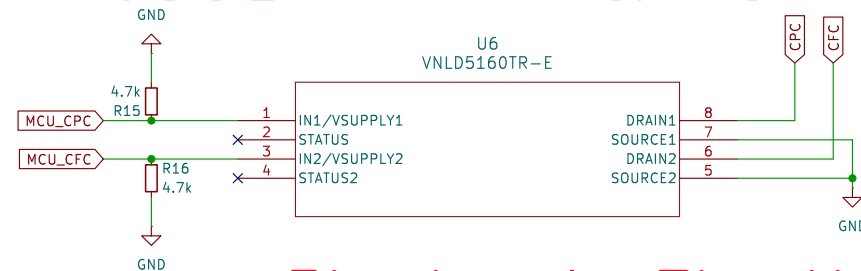 GND
U6
VNLD5160TR-E
CPC
CFC
4.7k
R15
MCU_CPC
1
IN1/VSUPPLY1
DRAIN1
8
2
STATUS
SOURCE1
7
MCU_CFC
3
IN2/VSUPPLY2
DRAIN2
6
R16
4.7k
4
STATUS2
SOURCE2
5
GND